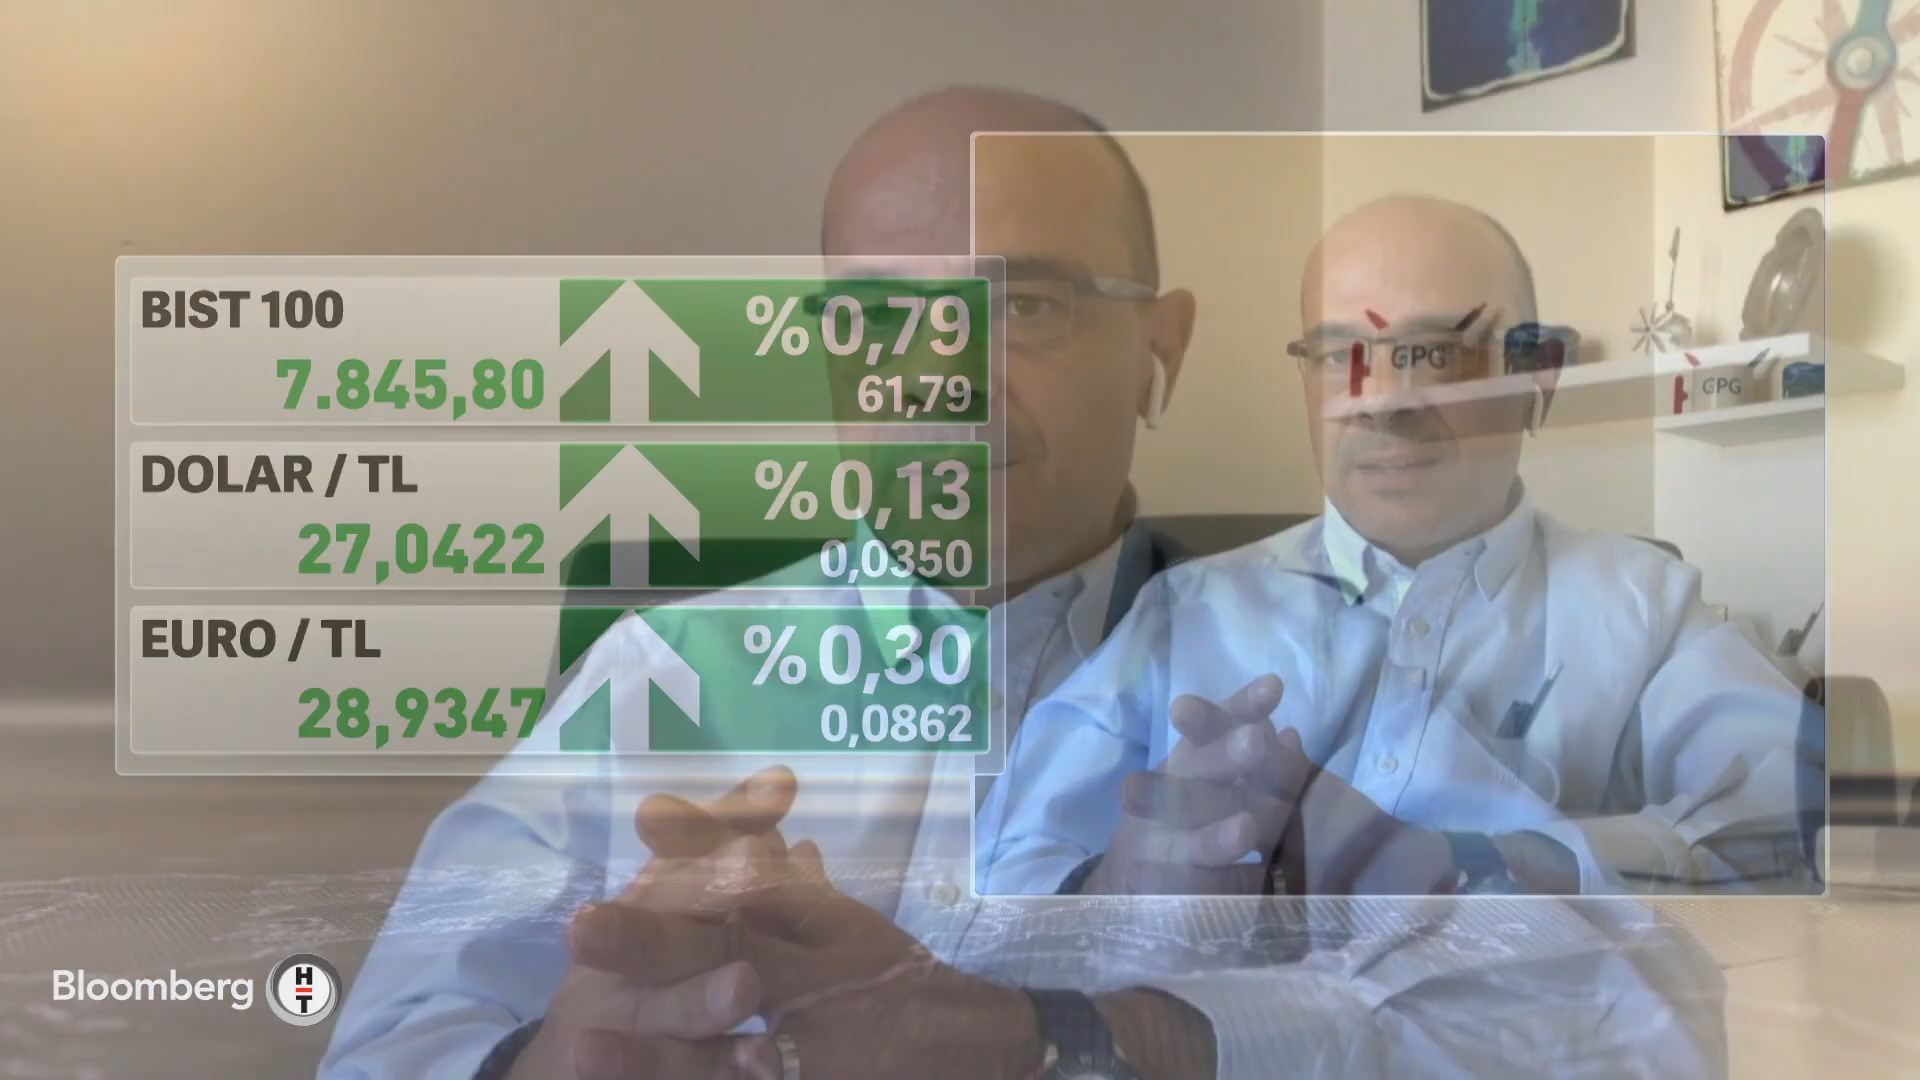 BIST 100
%0,79
7.845,80
61,79
DOLAR / TL
%0,13
27,0422
0,0350
EURO / TL
%0,30
28,9347
0,0862
GPG
GPG
Bloomberg HT